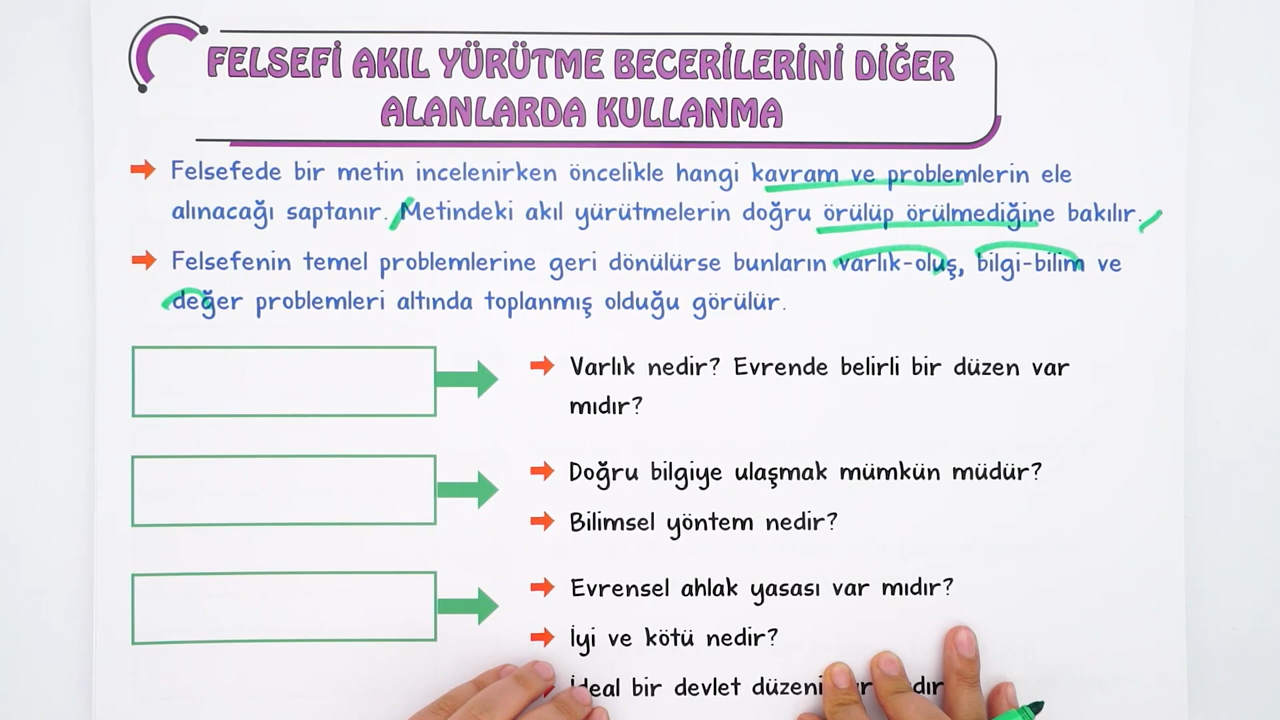 FELSEFİ AKIL YÜRÜTME BECERİLERİNİ DİĞER
ALANLARDA KULLANMA
Felsefede bir metin incelenirken öncelikle hangi kavram ve problemlerin ele
alınacağı saptanır. Metindeki akıl yürütmelerin doğru örülüp örülmediğine bakılır.
Felsefenin temel problemlerine geri dönülürse bunların varlık-oluş, bilgi-bilim ve
değer problemleri altında toplanmış olduğu görülür.
Varlık nedir? Evrende belirli bir düzen var
mıdır?
Doğru bilgiye ulaşmak mümkün müdür?
Bilimsel yöntem nedir?
Evrensel ahlak yasası var mıdır?
İyi ve kötü nedir?
İdeal bir devlet düzeni